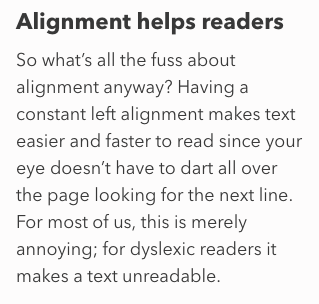 Alignment helps readers
So what’s all the fuss about
alignment anyway? Having a
constant left alignment makes text
easier and faster to read since your
eye doesn’t have to dart all over
the page looking for the next line.
For most of us, this is merely
annoying; for dyslexic readers it
makes a text unreadable.